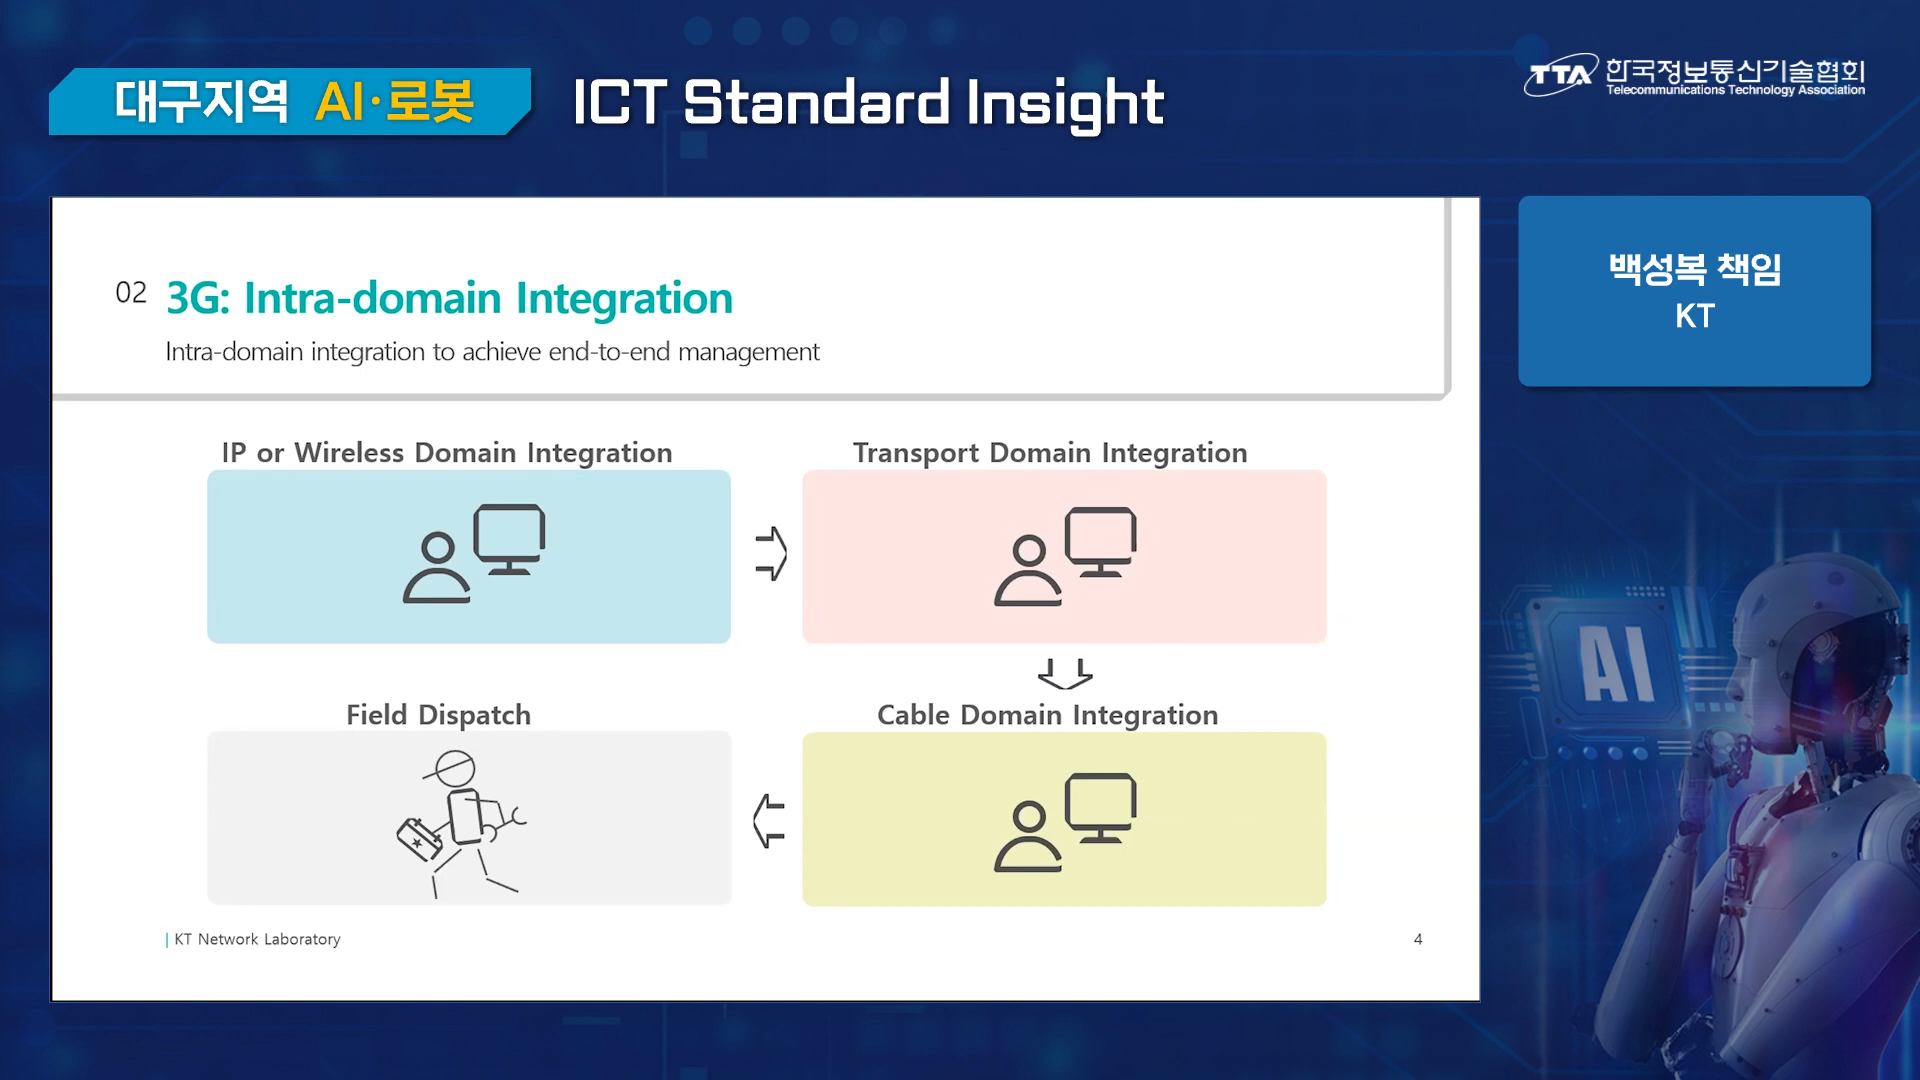 대구지역 AI·로봇 ICT Standard Insight
TTA 한국정보통신기술협회
Telecommunications Technology Association
백성복 책임
KT
02 3G: Intra-domain Integration
Intra-domain integration to achieve end-to-end management
IP or Wireless Domain Integration
Transport Domain Integration
Field Dispatch
Cable Domain Integration
KT Network Laboratory
4
AI